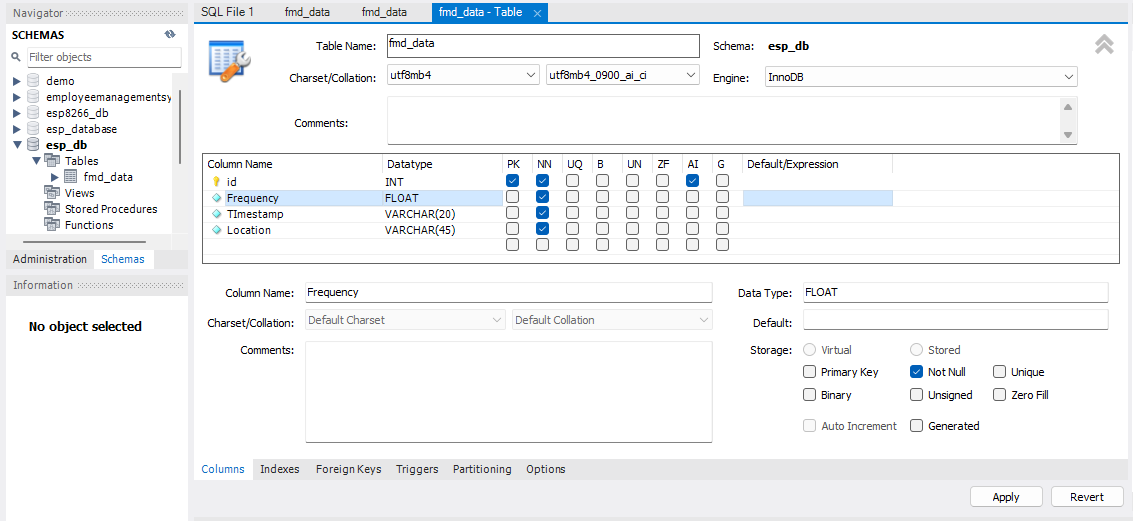 Navigator
SCHEMAS
Filter objects
demo
employeemanagementsy
esp8266_db
esp_database
esp_db
Tables
fmd_data
Views
Stored Procedures
Functions
Administration Schemas
Information
No object selected
SQL File 1 fmd_data fmd_data fmd_data - Table
Table Name: fmd_data Schema: esp_db
Charset/Collation: utf8mb4 utf8mb4_0900_ai_ci Engine: InnoDB
Comments:
Column Name Datatype PK NN UQ B UN ZF AI G Default/Expression
id INT
Frequency FLOAT
TImestamp VARCHAR(20)
Location VARCHAR(45)
Column Name: Frequency Data Type: FLOAT
Charset/Collation: Default Charset Default Collation Default:
Comments: Storage: Virtual Stored
Primary Key Not Null Unique
Binary Unsigned Zero Fill
Auto Increment Generated
Columns Indexes Foreign Keys Triggers Partitioning Options
Apply Revert